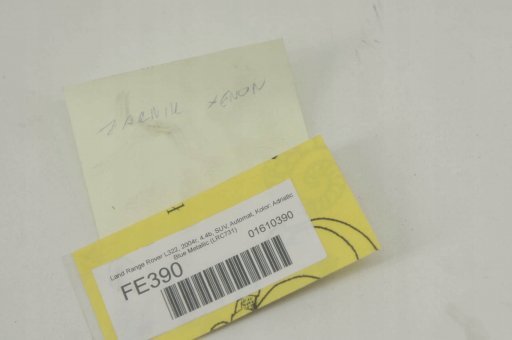 ŻARNIK XENON
Land Range Rover L322, 2004r, 4.4b, SUV, Automat, Kolor: Adriatic
Blue Metallic (LRC731)
FE390
01610390